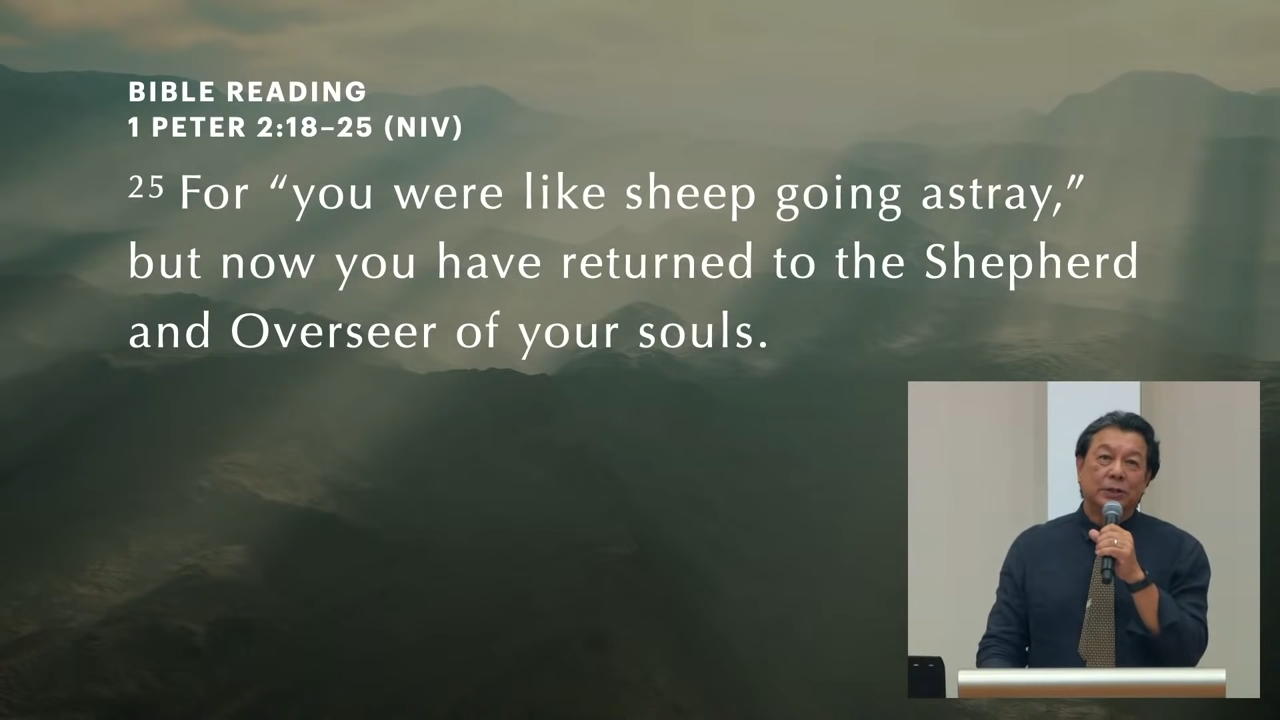 BIBLE READING
1 PETER 2:18–25 (NIV)
25 For “you were like sheep going astray,”
but now you have returned to the Shepherd
and Overseer of your souls.